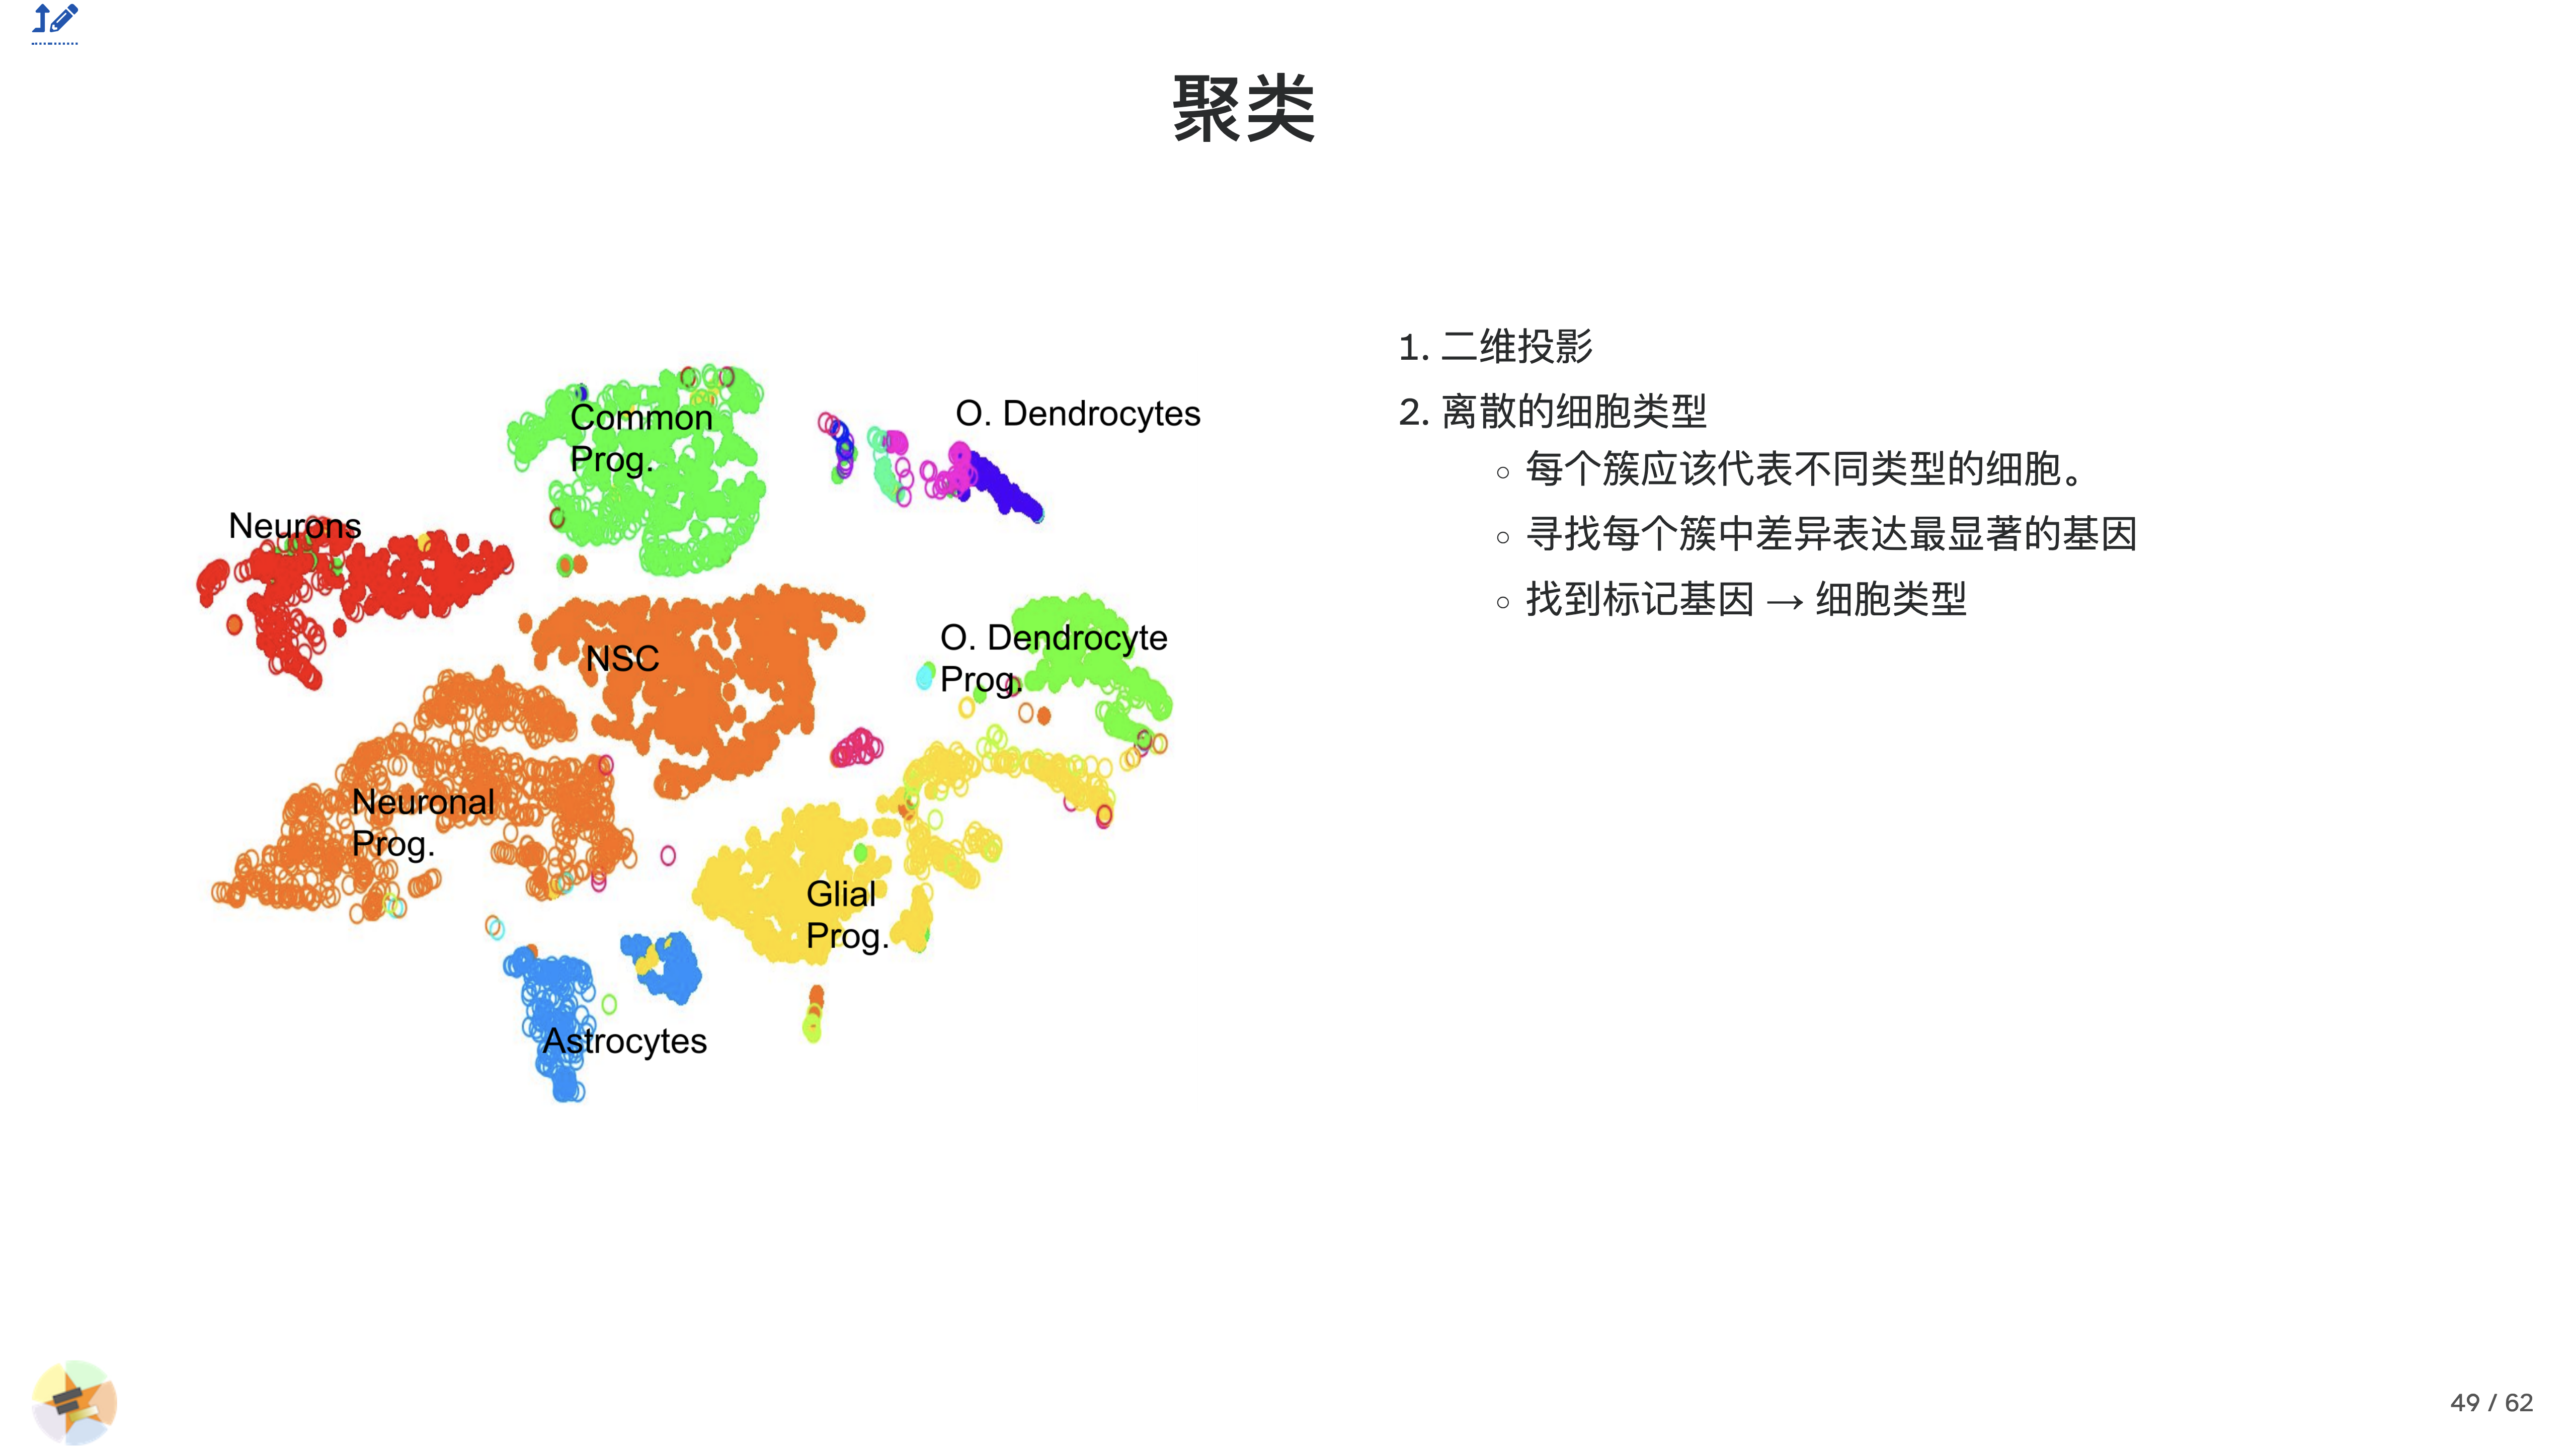 聚类
Common
Prog.
O. Dendrocytes
Neurons
NSC
O. Dendrocyte
Prog.
Neuronal
Prog.
Glial
Prog.
Astrocytes
1. 二维投影
2. 离散的细胞类型
○ 每个簇应该代表不同类型的细胞。
○ 寻找每个簇中差异表达最显著的基因
○ 找到标记基因 → 细胞类型
49 / 62